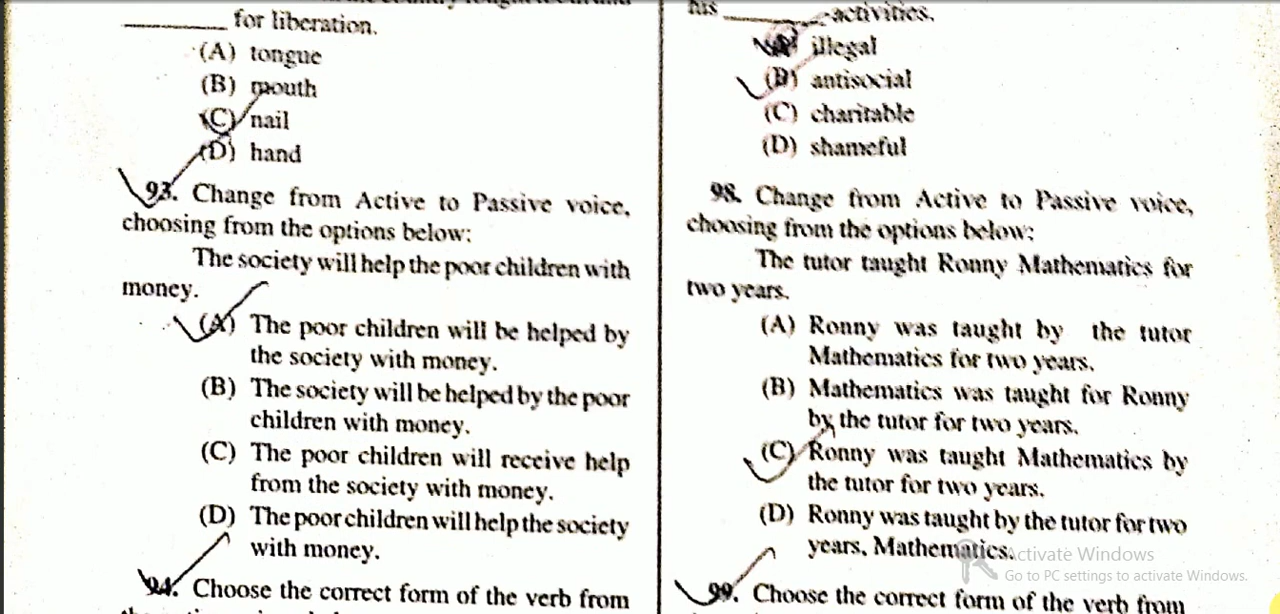 for liberation.
(A) tongue
(B) mouth
(C) nail
(D) hand
93. Change from Active to Passive voice,
choosing from the options below:
The society will help the poor children with
money.
(A) The poor children will be helped by
the society with money.
(B) The society will be helped by the poor
children with money.
(C) The poor children will receive help
from the society with money.
(D) The poor children will help the society
with money.
94. Choose the correct form of the verb from
his ________ activities.
(A) illegal
(B) antisocial
(C) charitable
(D) shameful
98. Change from Active to Passive voice,
choosing from the options below:
The tutor taught Ronny Mathematics for
two years.
(A) Ronny was taught by the tutor
Mathematics for two years.
(B) Mathematics was taught for Ronny
by the tutor for two years.
(C) Ronny was taught Mathematics by
the tutor for two years.
(D) Ronny was taught by the tutor for two
years, Mathematics.
99. Choose the correct form of the verb from
Activate Windows
Go to PC settings to activate Windows.